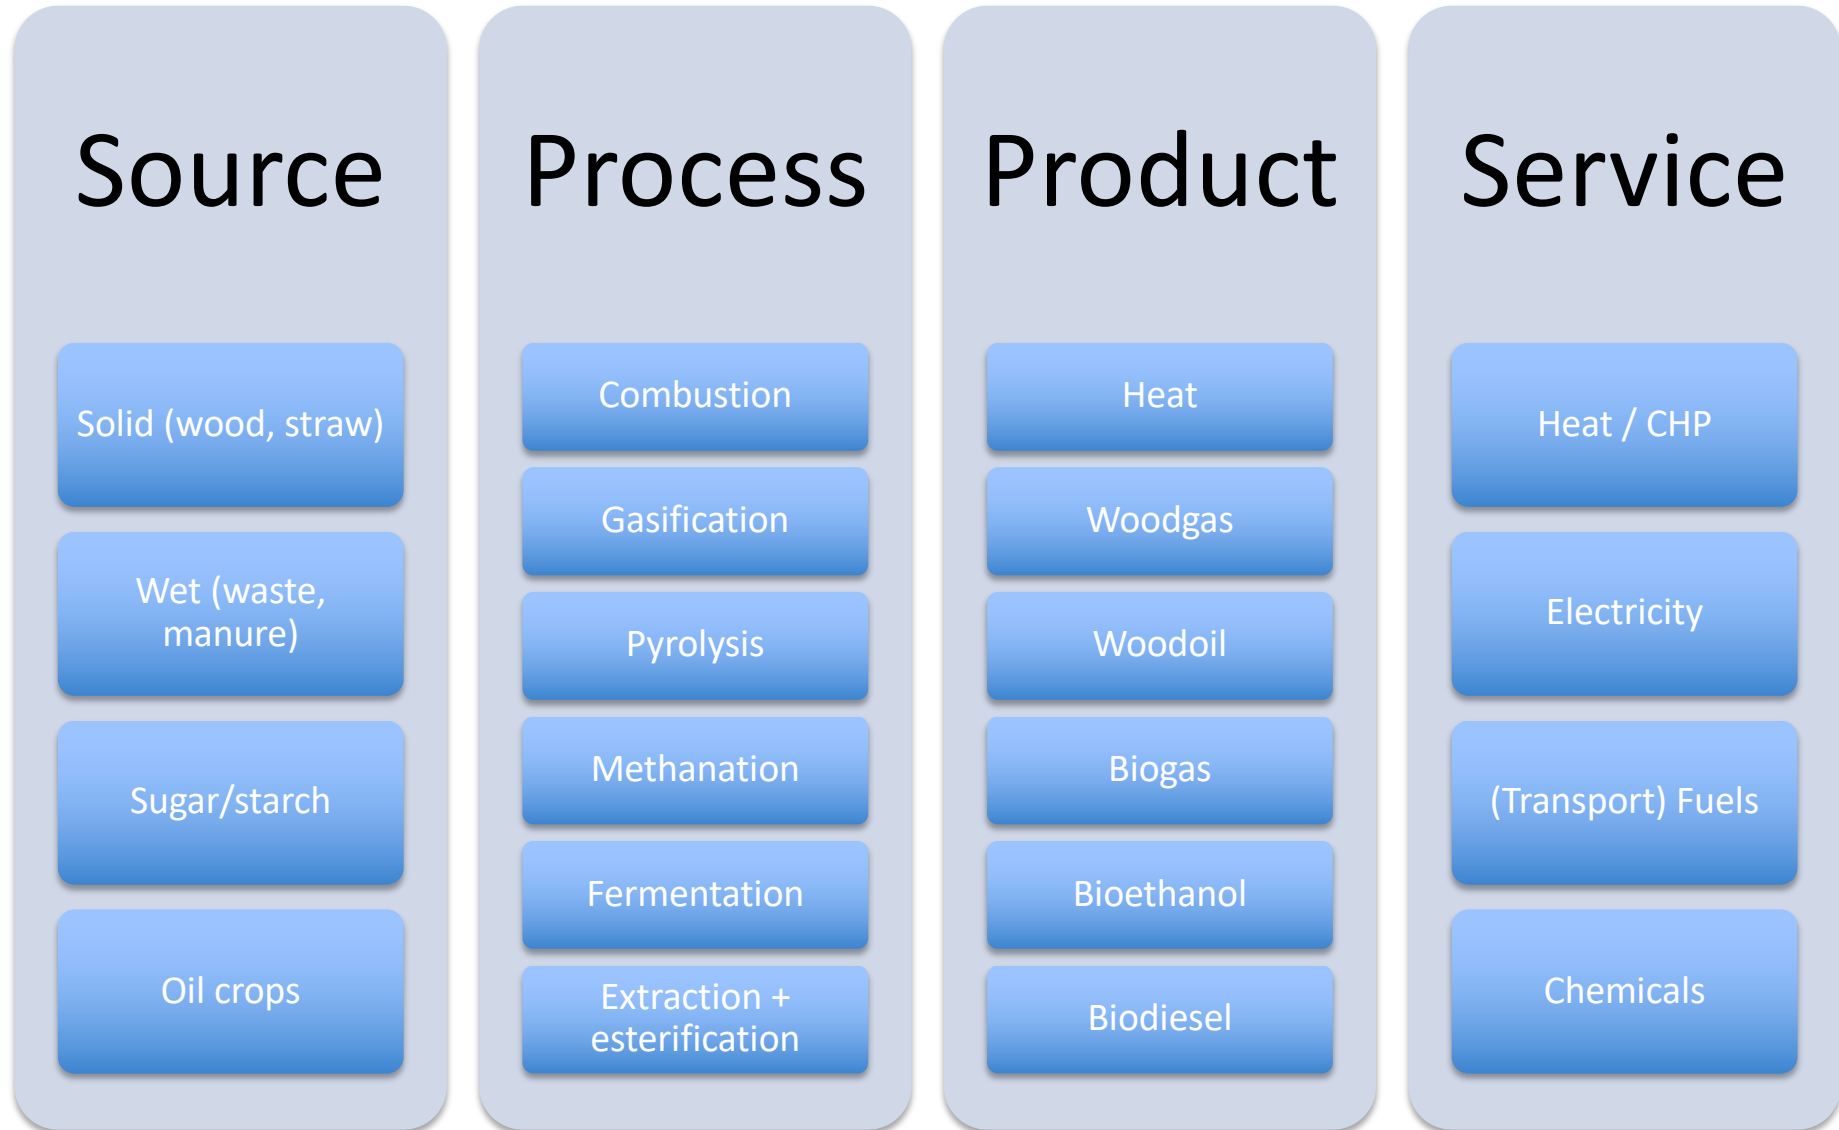 Source
Solid (wood, straw)
Wet (waste,
manure)
Sugar/starch
Oil crops
Process
Combustion
Gasification
Pyrolysis
Methanation
Fermentation
Extraction +
esterification
Product
Heat
Woodgas
Woodoil
Biogas
Bioethanol
Biodiesel
Service
Heat / CHP
Electricity
(Transport) Fuels
Chemicals